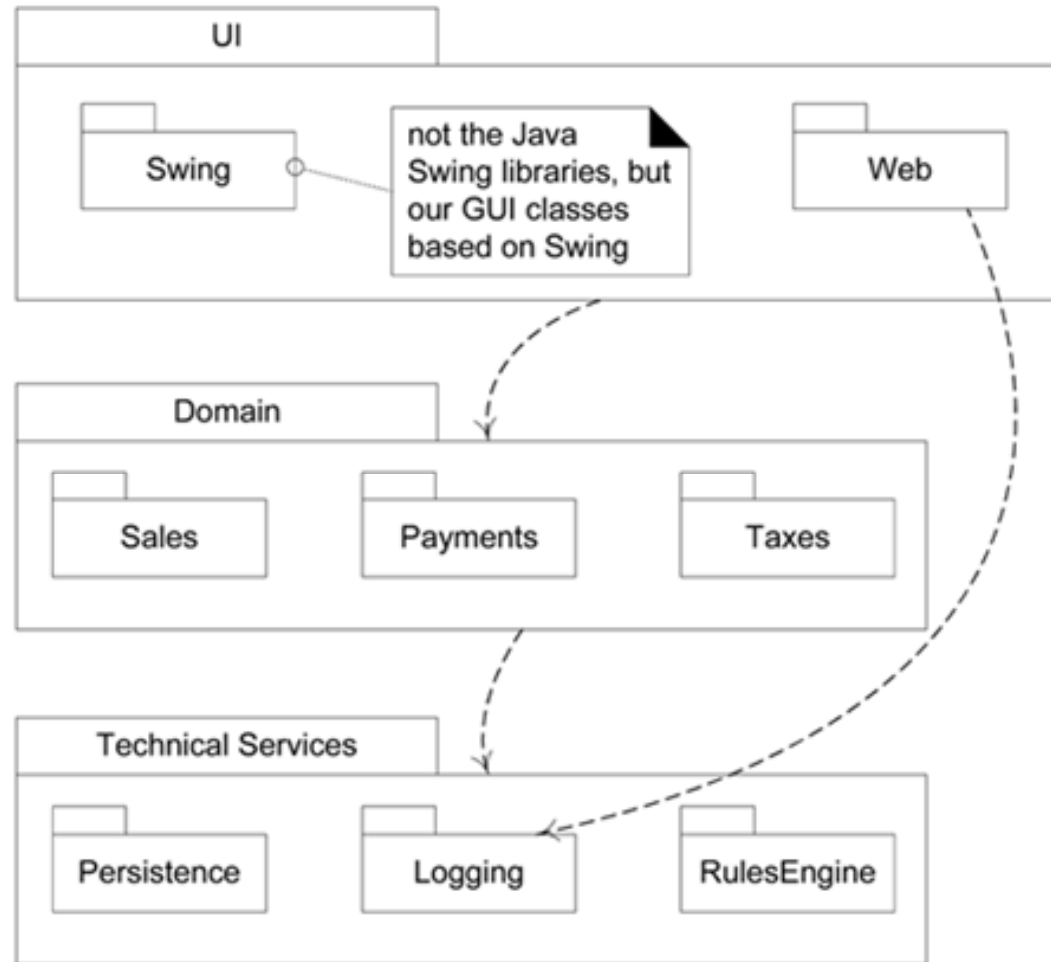 UI
Swing
not the Java
Swing libraries, but
our GUI classes
based on Swing
Web
Domain
Sales
Payments
Taxes
Technical Services
Persistence
Logging
RulesEngine